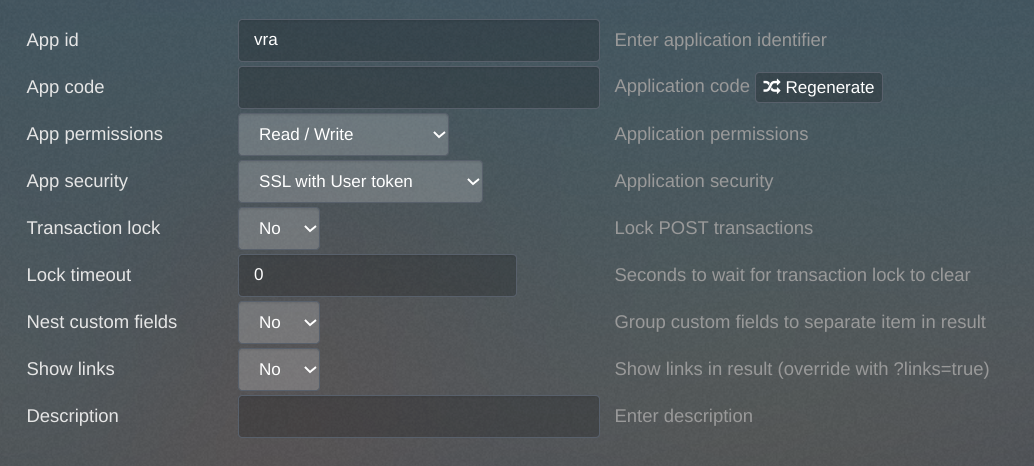 App id vra Enter application identifier
App code Application code Regenerate
App permissions Read / Write Application permissions
App security SSL with User token Application security
Transaction lock No Lock POST transactions
Lock timeout 0 Seconds to wait for transaction lock to clear
Nest custom fields No Group custom fields to separate item in result
Show links No Show links in result (override with ?links=true)
Description Enter description